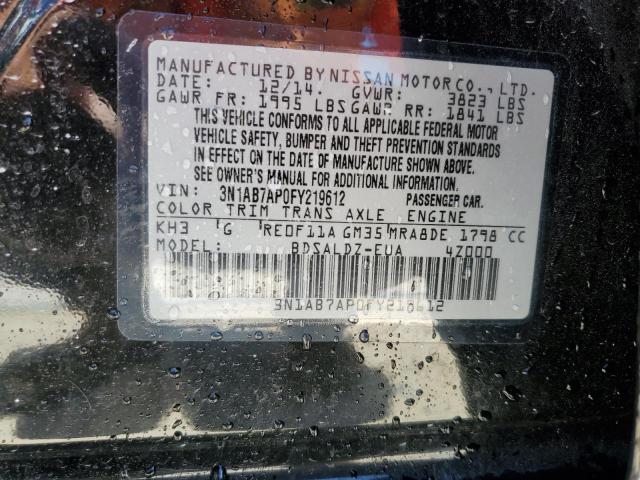 MANUFACTURED BY NISSAN MOTOR CO., LTD.
DATE: 12/14. GVWR: 3823 LBS
GAWR FR: 1995 LBS GAWR RR: 1841 LBS
THIS VEHICLE CONFORMS TO ALL APPLICABLE FEDERAL MOTOR
VEHICLE SAFETY, BUMPER AND THEFT PREVENTION STANDARDS
IN EFFECT ON THE DATE OF MANUFACTURE SHOWN ABOVE.
SEE OWNER'S MANUAL FOR ADDITIONAL INFORMATION.
VIN: 3N1AB7AP0FY219612 PASSENGER CAR.
COLOR TRIM TRANS AXLE ENGINE
KH3 G RE0F11A GM35 MRA8DE 1798 CC
MODEL: BDSALDZ-EUA 4Z000
3N1AB7AP0FY219612